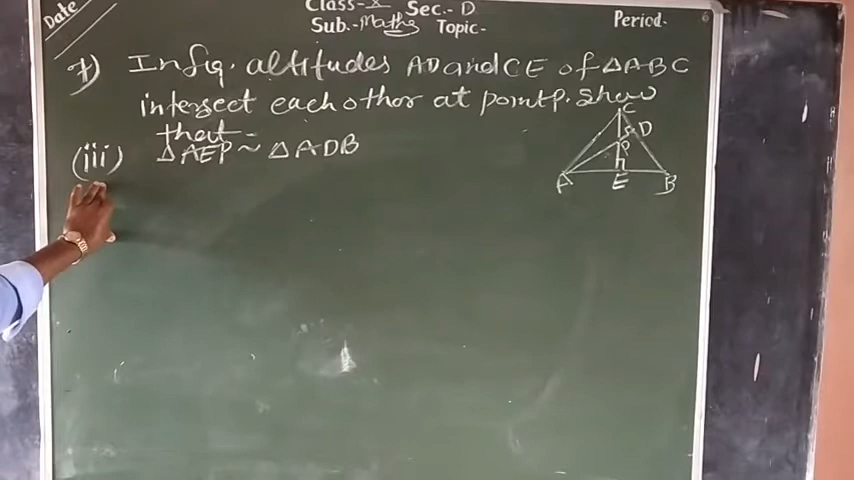 Date
Class- X Sec.- D
Sub.- Maths Topic-
Period.
7) In fig. altitudes AD and CE of △ABC
intersect each other at point P. Show
that -
(iii) △AEP ~ △ADB
C
D
P
A E B